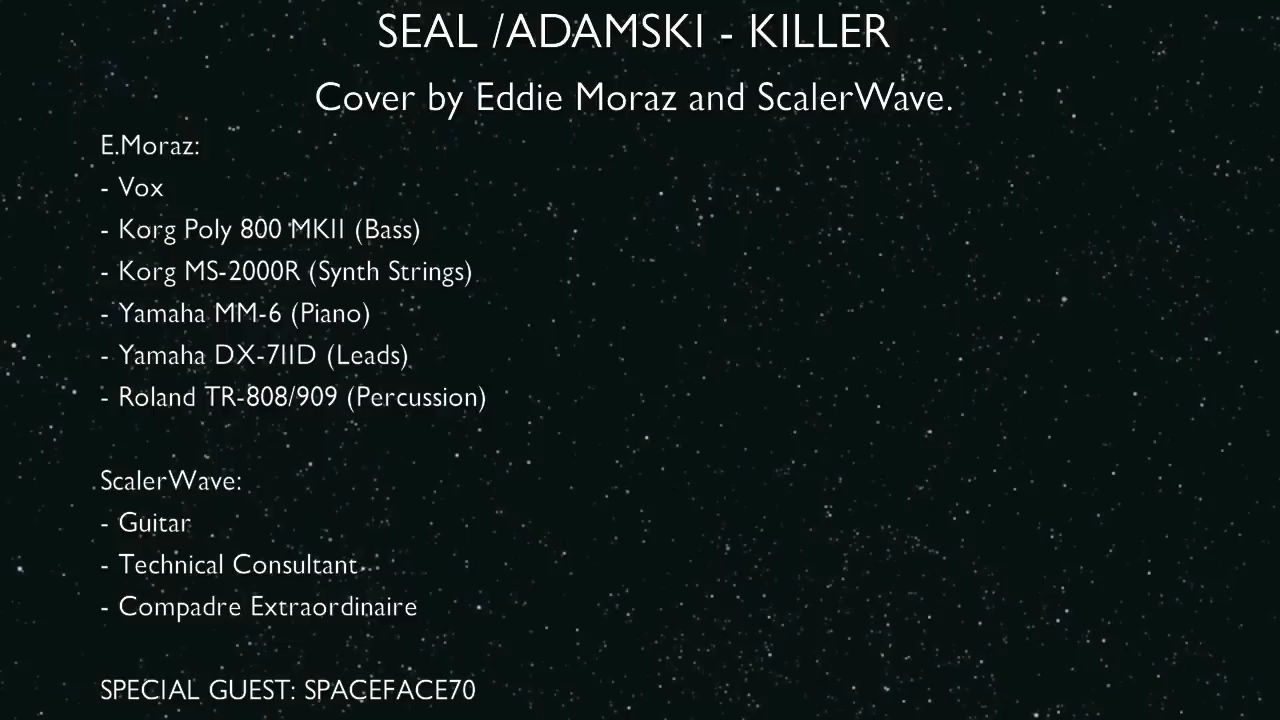 SEAL /ADAMSKI - KILLER
Cover by Eddie Moraz and ScalerWave.
E.Moraz:
- Vox
- Korg Poly 800 MKII (Bass)
- Korg MS-2000R (Synth Strings)
- Yamaha MM-6 (Piano)
- Yamaha DX-7IID (Leads)
- Roland TR-808/909 (Percussion)
ScalerWave:
- Guitar
- Technical Consultant
- Compadre Extraordinaire
SPECIAL GUEST: SPACEFACE70